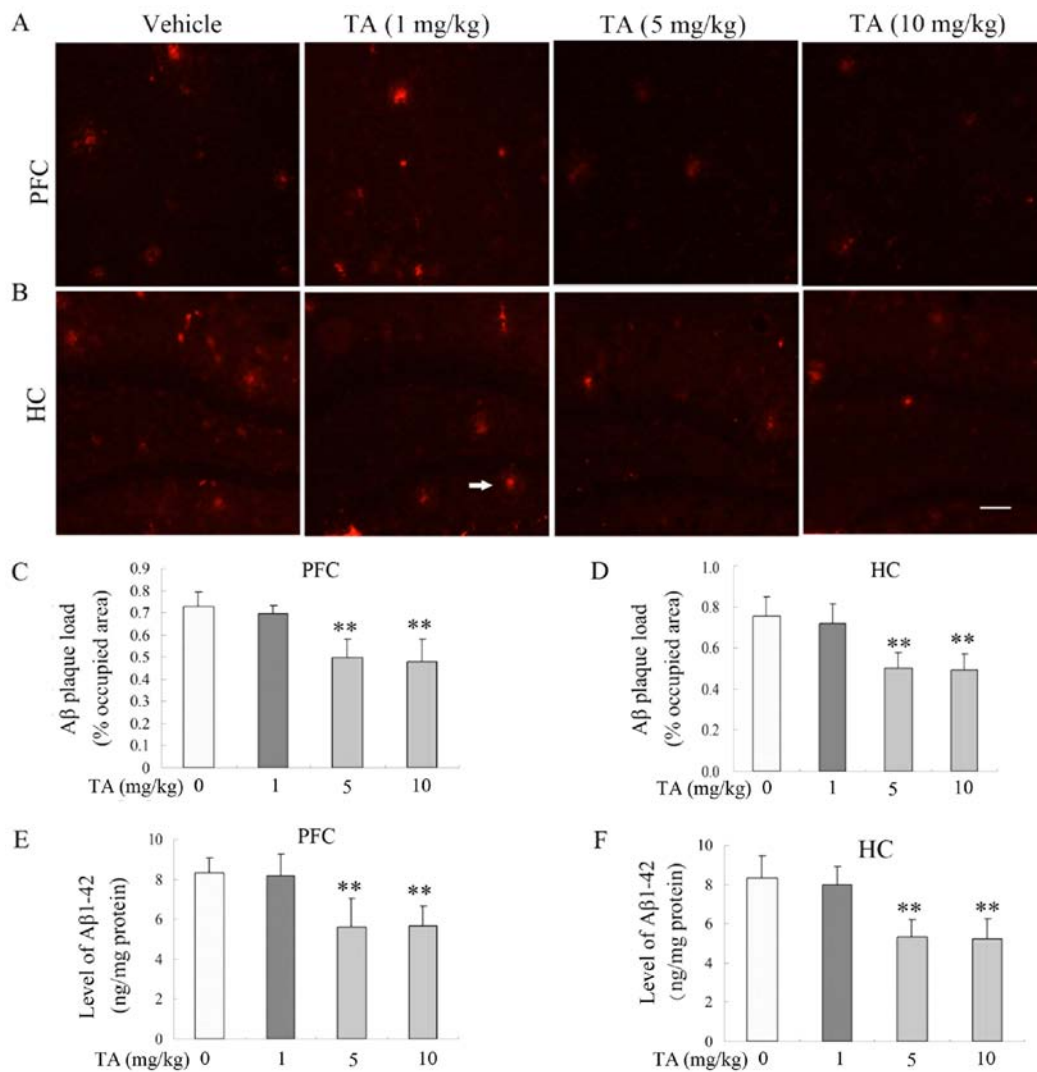 A
Vehicle
TA (1 mg/kg)
TA (5 mg/kg)
TA (10 mg/kg)
PFC
B
HC
C
PFC
Aβ plaque load
(% occupied area)
0.9
0.8
0.7
0.6
0.5
0.4
0.3
0.2
0.1
0
** **
TA (mg/kg) 0 1 5 10
D
HC
Aβ plaque load
(% occupied area)
1.0
0.8
0.6
0.4
0.2
0.0
** **
TA (mg/kg) 0 1 5 10
E
PFC
Level of Aβ1-42
(ng/mg protein)
10
8
6
4
2
0
** **
TA (mg/kg) 0 1 5 10
F
HC
Level of Aβ1-42
(ng/mg protein)
10
8
6
4
2
0
** **
TA (mg/kg) 0 1 5 10